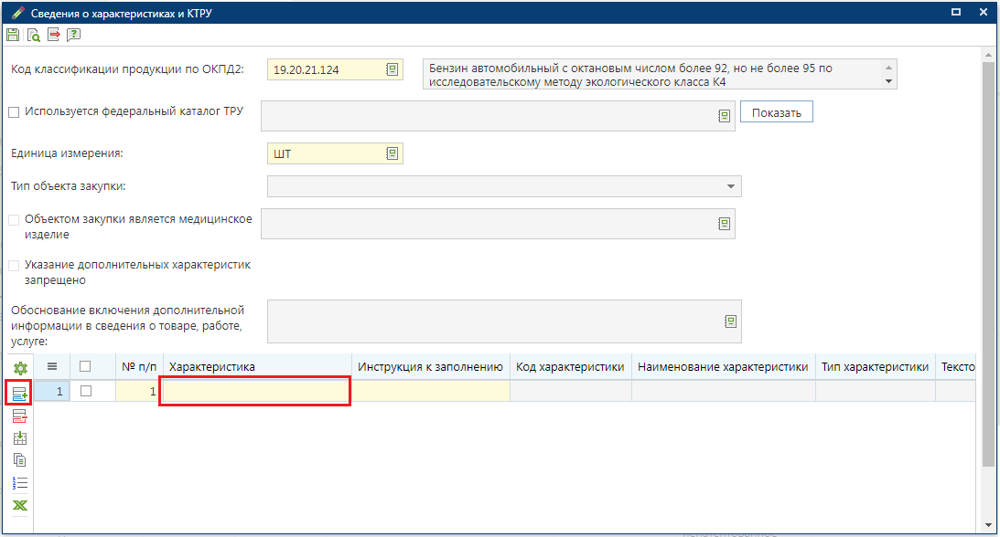 Сведения о характеристиках и КТРУ
Код классификации продукции по ОКПД2:
19.20.21.124
Бензин автомобильный с октановым числом более 92, но не более 95 по
исследовательскому методу экологического класса К4
Используется федеральный каталог ТРУ
Показать
Единица измерения:
ШТ
Тип объекта закупки:
Объектом закупки является медицинское
изделие
Указание дополнительных характеристик
запрещено
Обоснование включения дополнительной
информации в сведения о товаре, работе,
услуге:
№ п/п Характеристика Инструкция к заполнению Код характеристики Наименование характеристики Тип характеристики Тексто
1 1